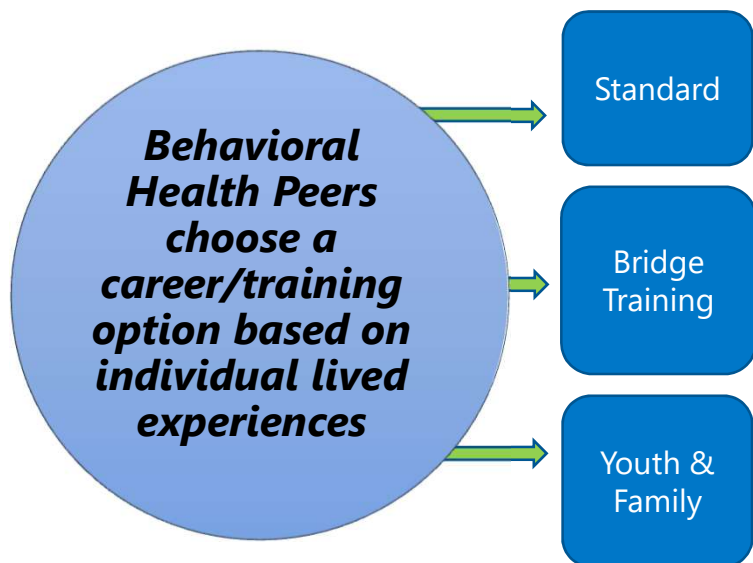 Behavioral
Health Peers
choose a
career/training
option based on
individual lived
experiences
Standard
Bridge
Training
Youth &
Family